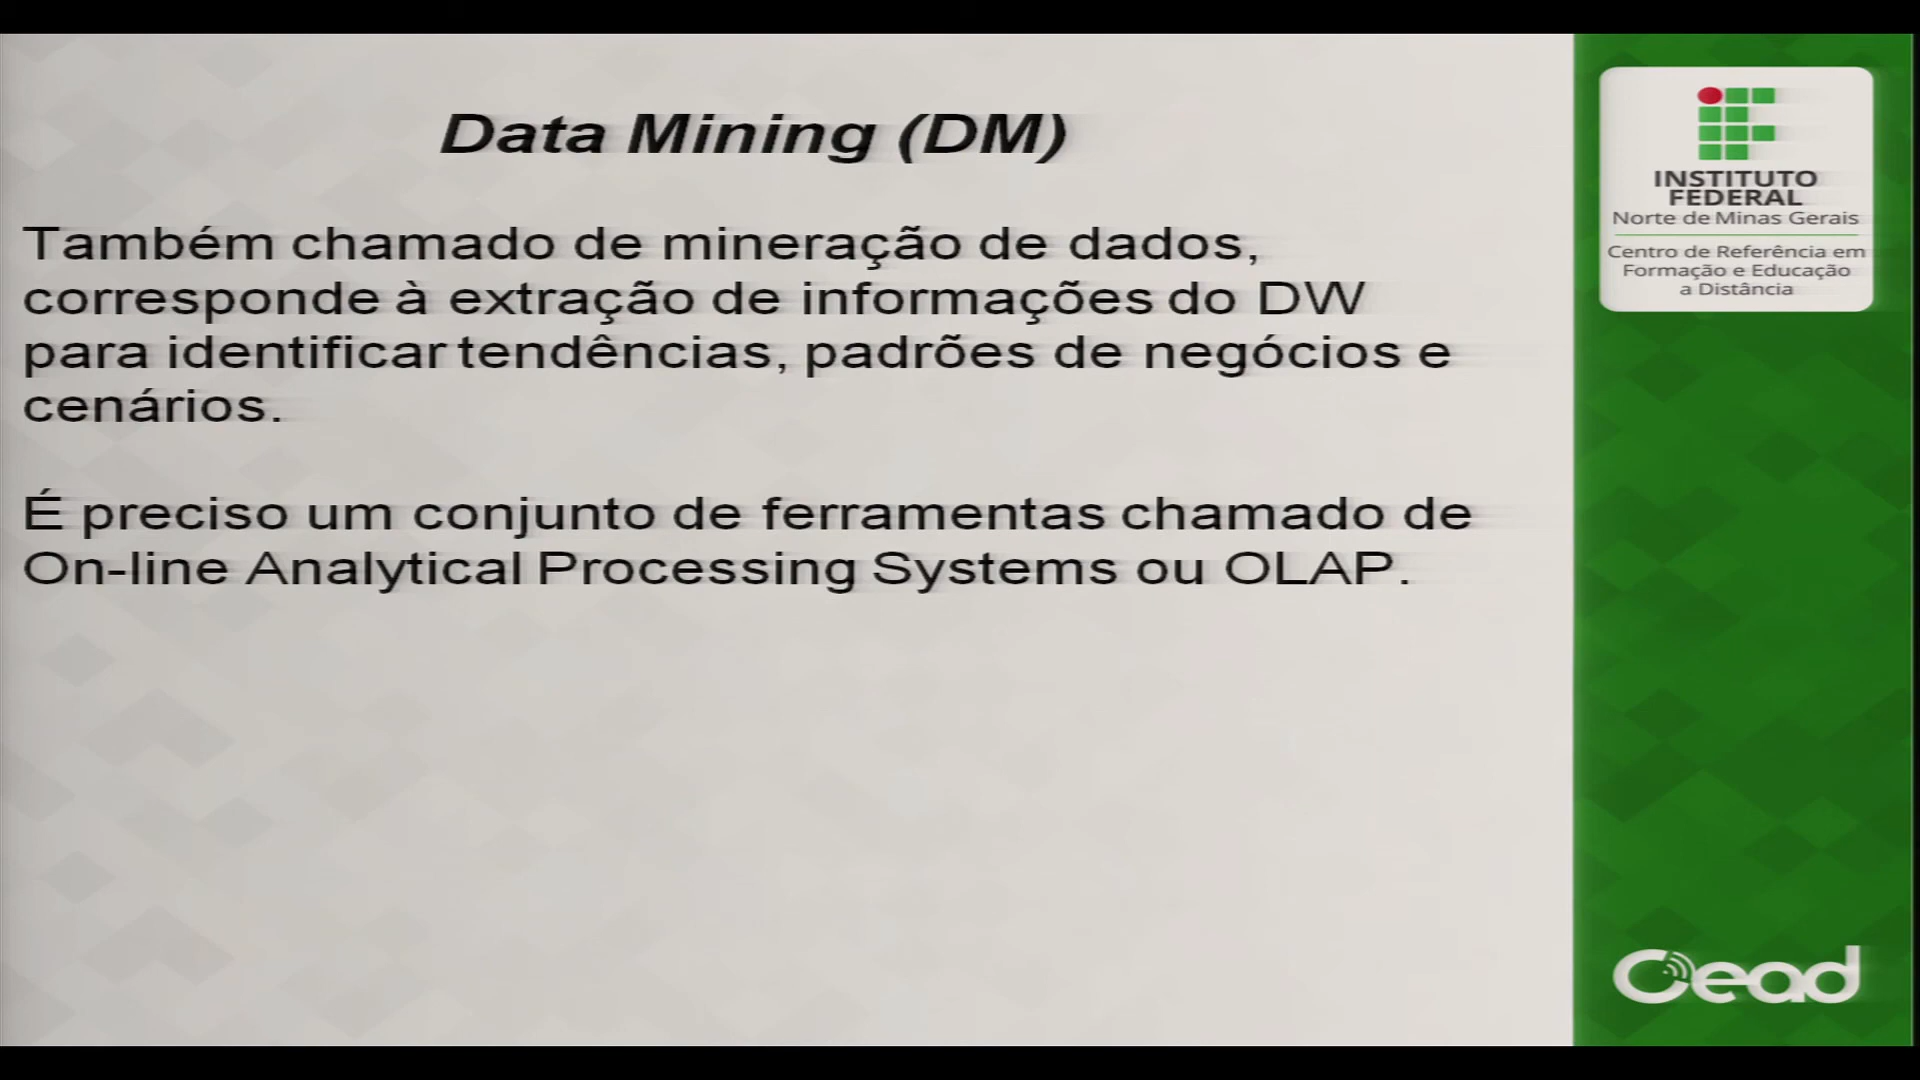 Data Mining (DM)
Também chamado de mineração de dados,
corresponde à extração de informações do DW
para identificar tendências, padrões de negócios e
cenários.
É preciso um conjunto de ferramentas chamado de
On-line Analytical Processing Systems ou OLAP.
INSTITUTO
FEDERAL
Norte de Minas Gerais
Centro de Referência em
Formação e Educação
a Distância
Cead